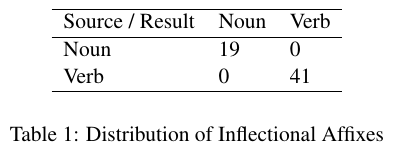 Source / Result Noun Verb
Noun 19 0
Verb 0 41
Table 1: Distribution of Inflectional Affixes